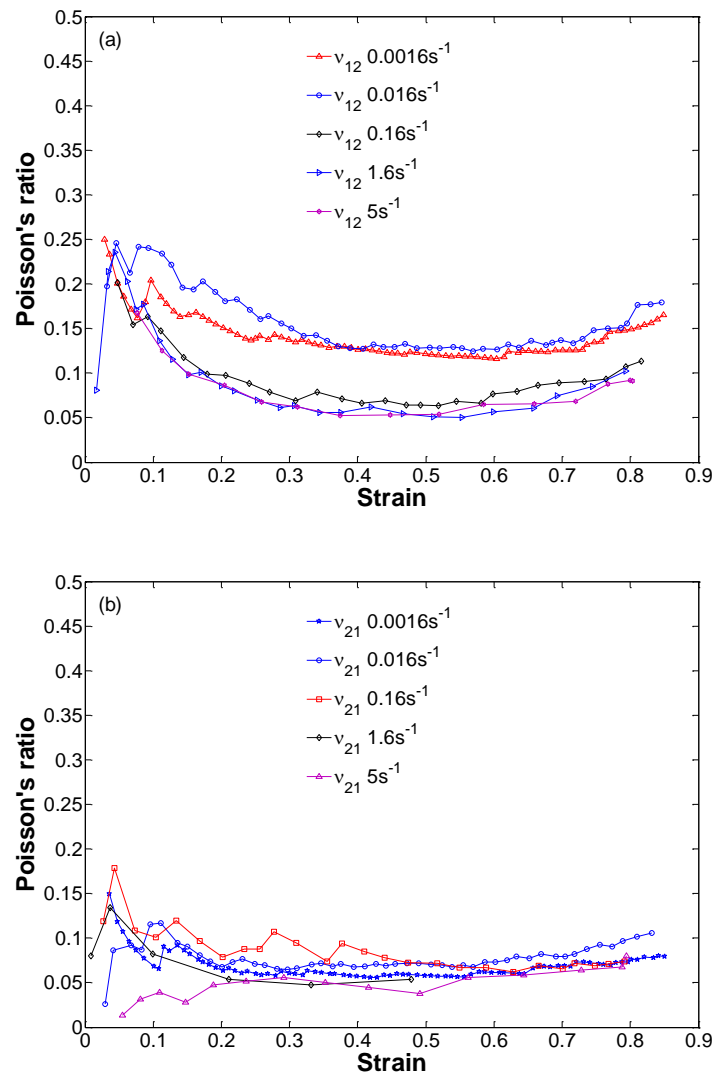 (a)
ν12 0.0016s-1
ν12 0.016s-1
ν12 0.16s-1
ν12 1.6s-1
ν12 5s-1
0.5
0.45
0.4
0.35
0.3
0.25
0.2
0.15
0.1
0.05
0
Poisson's ratio
0 0.1 0.2 0.3 0.4 0.5 0.6 0.7 0.8 0.9
Strain
(b)
ν21 0.0016s-1
ν21 0.016s-1
ν21 0.16s-1
ν21 1.6s-1
ν21 5s-1
0.5
0.45
0.4
0.35
0.3
0.25
0.2
0.15
0.1
0.05
0
Poisson's ratio
0 0.1 0.2 0.3 0.4 0.5 0.6 0.7 0.8 0.9
Strain